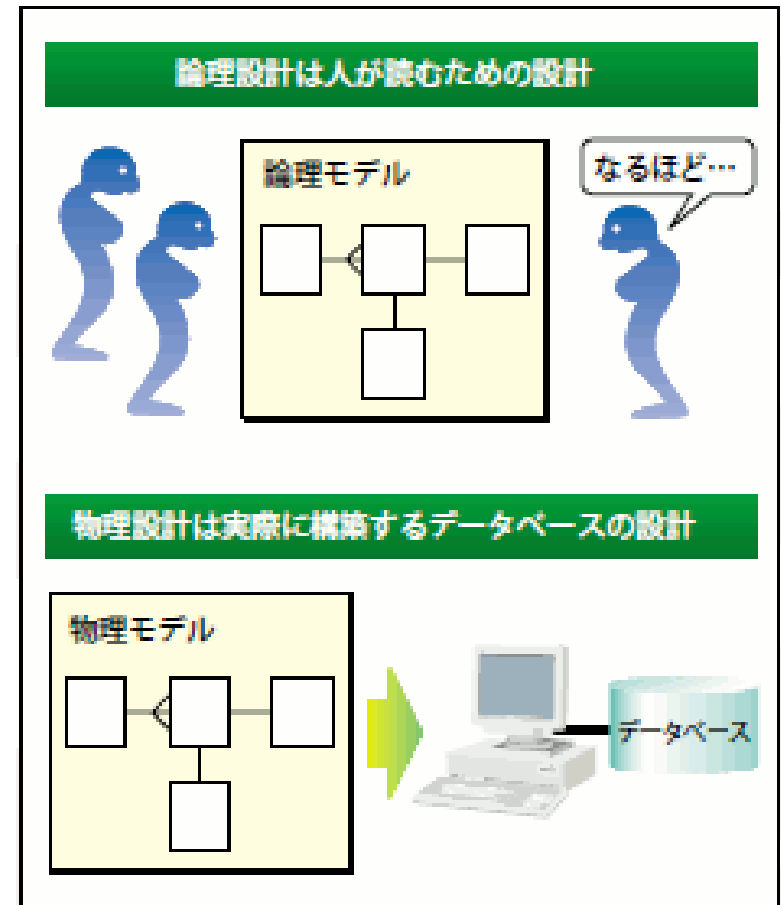 論理設計は人が読むための設計
論理モデル
なるほど…
物理設計は実際に構築するデータベースの設計
物理モデル
データベース